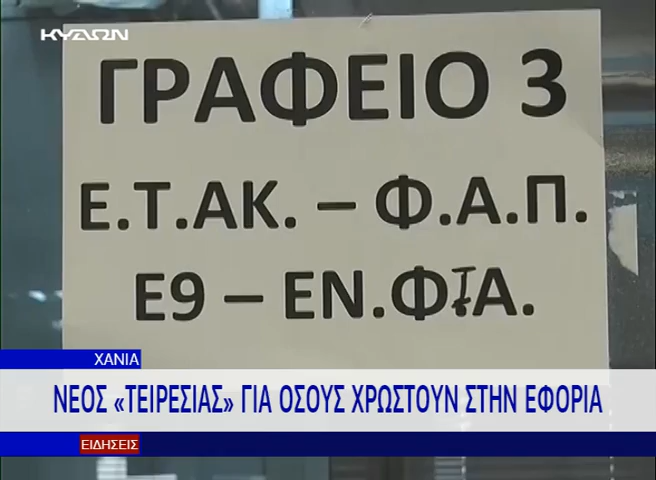 ΚΥΔΩΝ
ΓΡΑΦΕΙΟ 3
Ε.Τ.ΑΚ. – Φ.Α.Π.
Ε9 – ΕΝ.ΦΙΑ.
ΧΑΝΙΑ
ΝΕΟΣ «ΤΕΙΡΕΣΙΑΣ» ΓΙΑ ΟΣΟΥΣ ΧΡΩΣΤΟΥΝ ΣΤΗΝ ΕΦΟΡΙΑ
ΕΙΔΗΣΕΙΣ